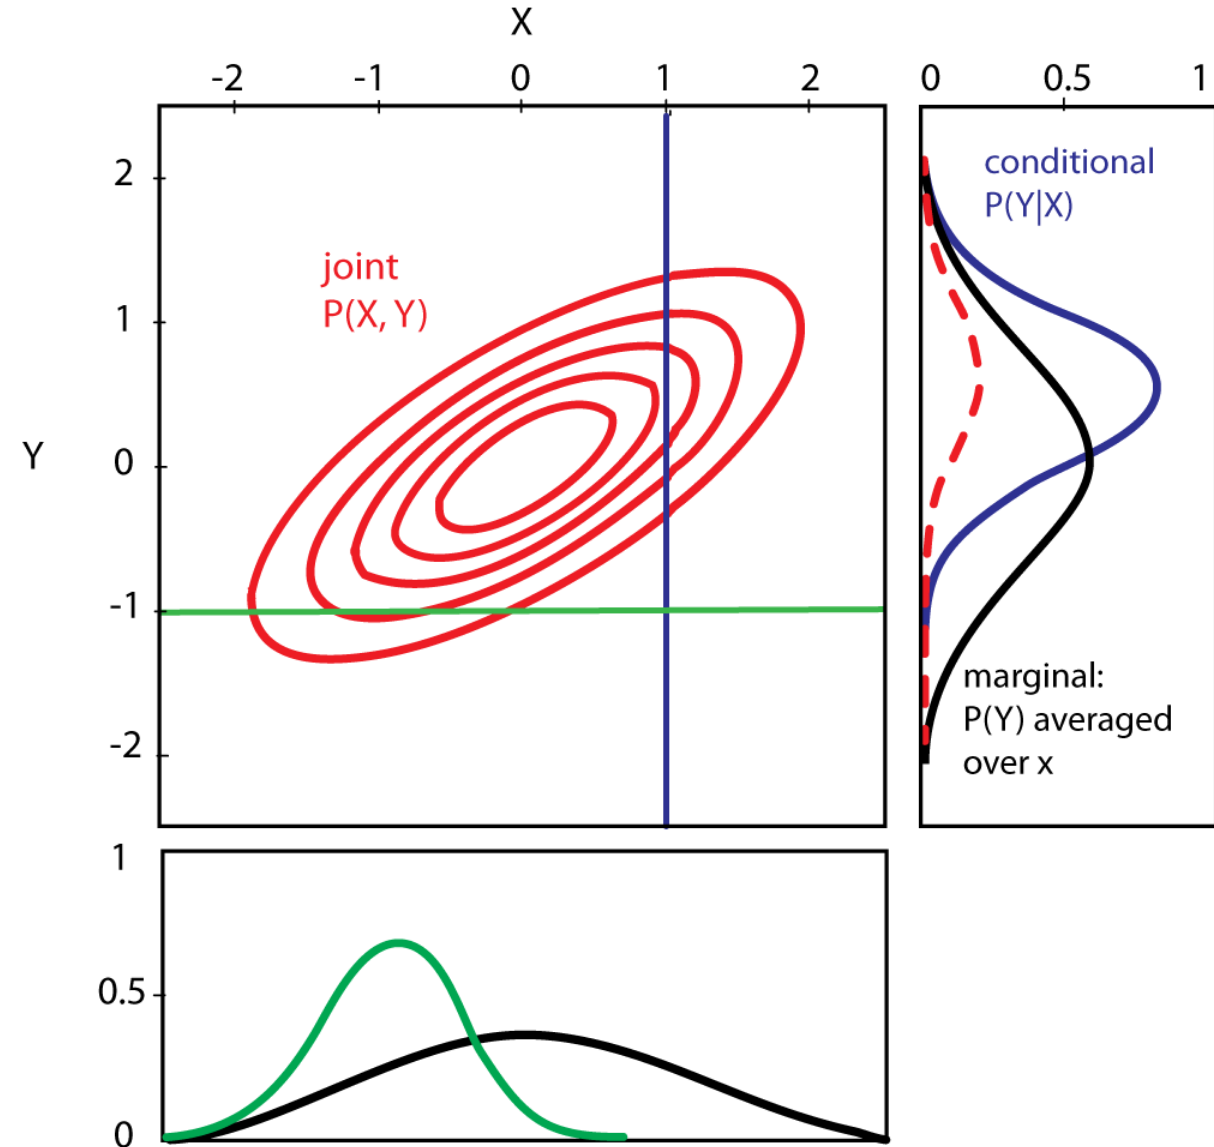 X
-2 -1 0 1 2
0 0.5 1
conditional
P(Y|X)
2
joint
P(X, Y)
1
Y
0
-1
marginal:
P(Y) averaged
over x
-2
1
0.5
0